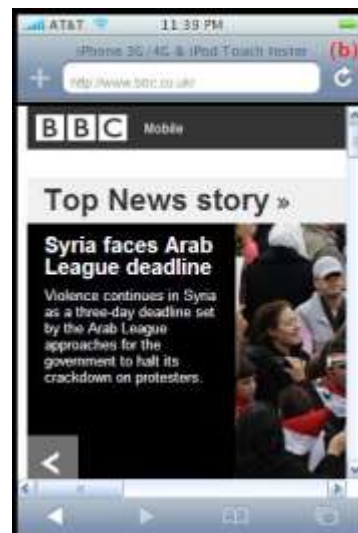 AT&T 11:39 PM
iPhone 3G/4G & iPod Touch tester (b)
http://www.bbc.co.uk/
BBC Mobile
Top News story »
Syria faces Arab
League deadline
Violence continues in Syria
as a three-day deadline set
by the Arab League
approaches for the
government to halt its
crackdown on protesters.